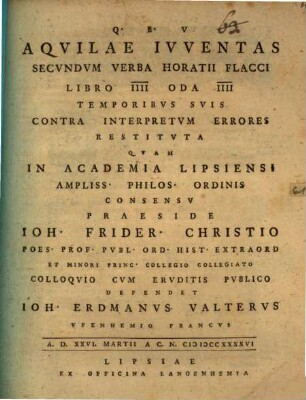 Q · B · V
AQVILAE IVVENTAS
SECVNDVM VERBA HORATII FLACCI
LIBRO IIII ODA IIII
TEMPORIBVS SVIS
CONTRA INTERPRETVM ERRORES
RESTITVTA
QVAM
IN ACADEMIA LIPSIENSI
AMPLISS · PHILOS · ORDINIS
CONSENSV
PRAESIDE
IOH · FRIDER · CHRISTIO
POES · PROF · PVBL · ORD · HIST · EXTRAORD
ET MINORI PRINC · COLLEGIO COLLEGIATO
COLLOQVIO CVM ERVDITIS PVBLICO
DEFENDET
IOH · ERDMANVS VALTERVS
VFENHEMIO FRANCVS
A. D. XXVI. MARTII A C. N. CIƆIƆCCXXXXVI
LIPSIAE
EX OFFICINA LANGENHEMIA